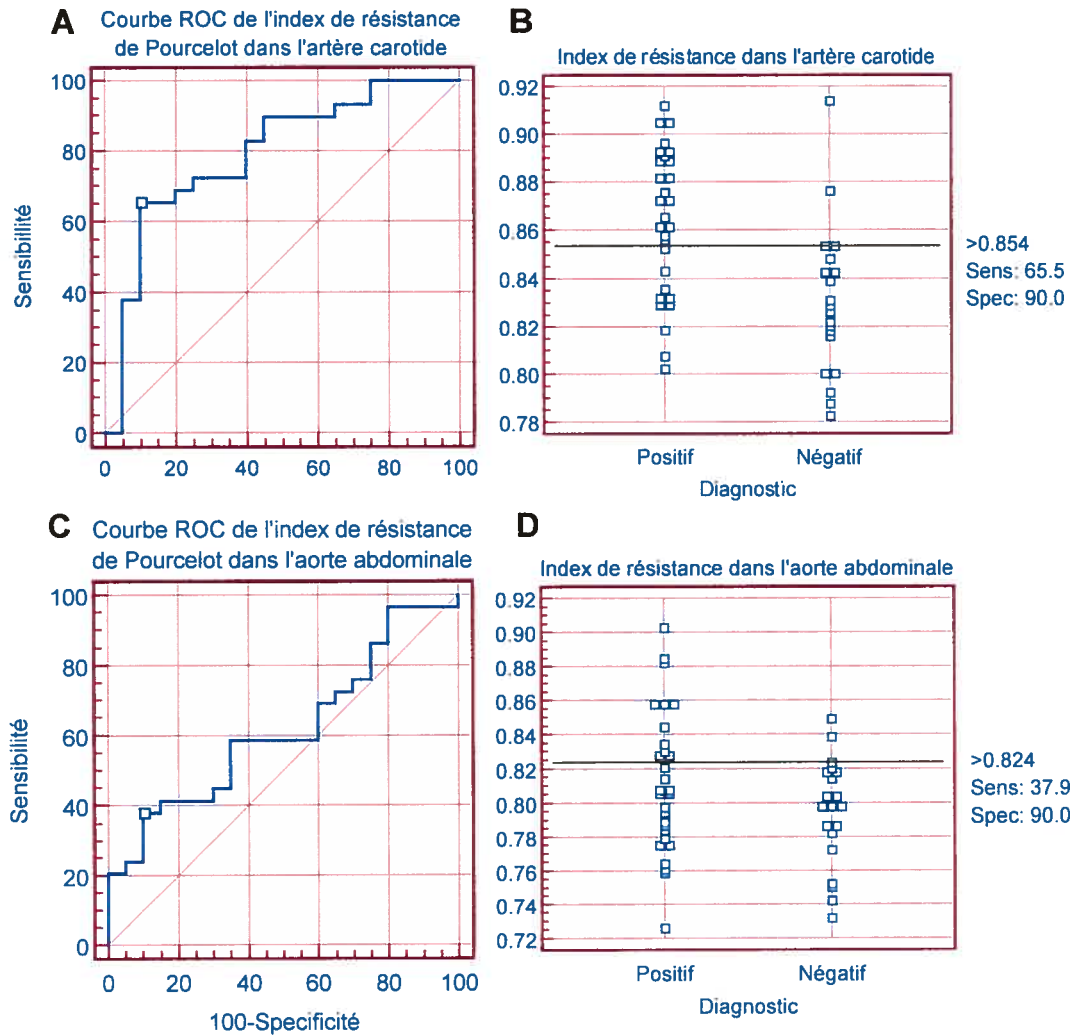 A
Courbe ROC de l'index de résistance
de Pourcelot dans l'artère carotide
Sensibillité
100
80
60
40
20
0
0 20 40 60 80 100
B
Index de résistance dans l'artère carotide
0.92
0.90
0.88
0.86
0.84
0.82
0.80
0.78
>0.854
Sens: 65.5
Spec: 90.0
Positif Négatif
Diagnostic
C
Courbe ROC de l'index de résistance
de Pourcelot dans l'aorte abdominale
Sensibilité
100
80
60
40
20
0
0 20 40 60 80 100
100-Specificité
D
Index de résistance dans l'aorte abdominale
0.92
0.90
0.88
0.86
0.84
0.82
0.80
0.78
0.76
0.74
0.72
>0.824
Sens: 37.9
Spec: 90.0
Positif Négatif
Diagnostic